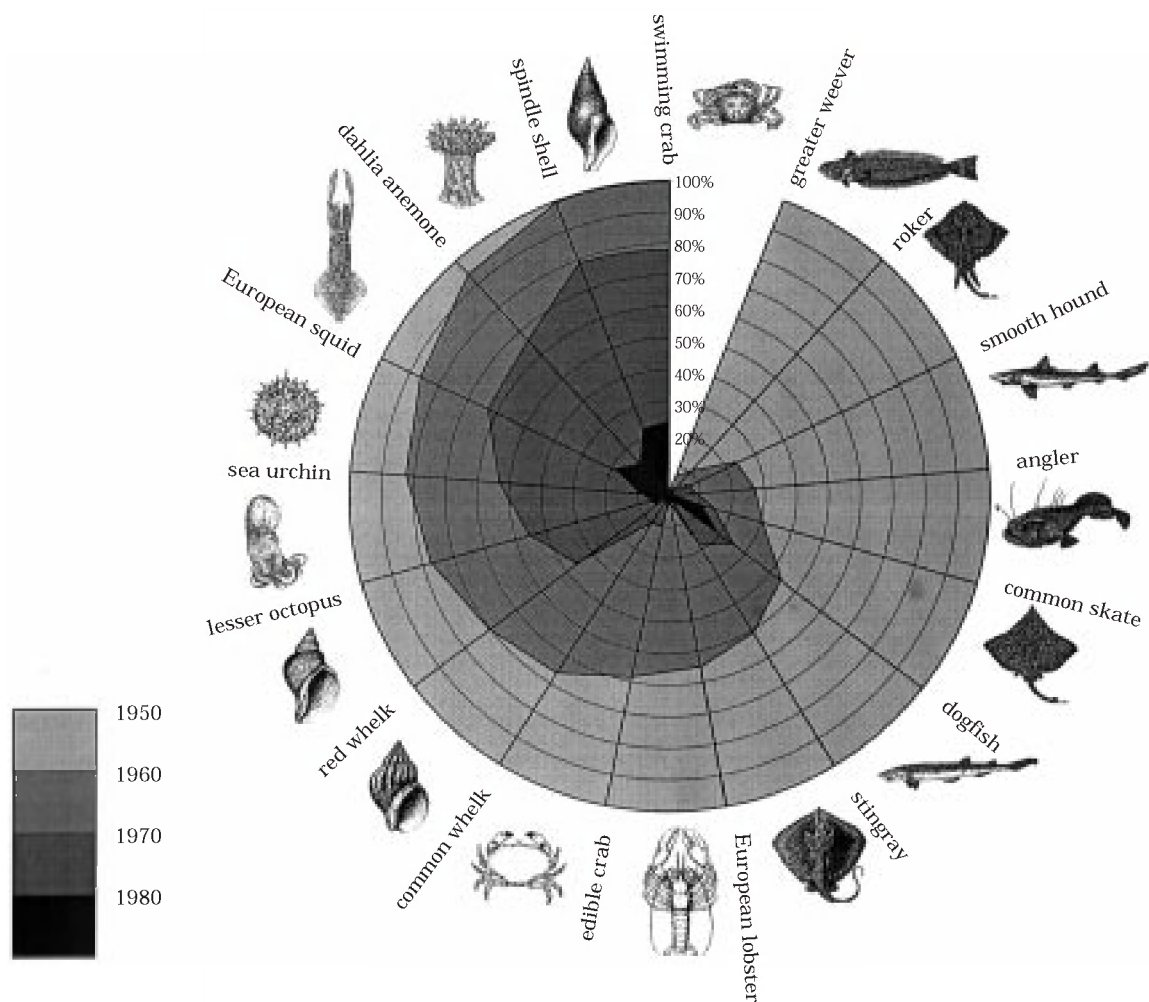 swimming crab
greater weever
roker
smooth hound
angler
common skate
dogfish
stingray
European lobster
edible crab
common whelk
red whelk
lesser octopus
sea urchin
European squid
dahlia anemone
spindle shell
100%
90%
80%
70%
60%
50%
40%
30%
20%
1950
1960
1970
1980